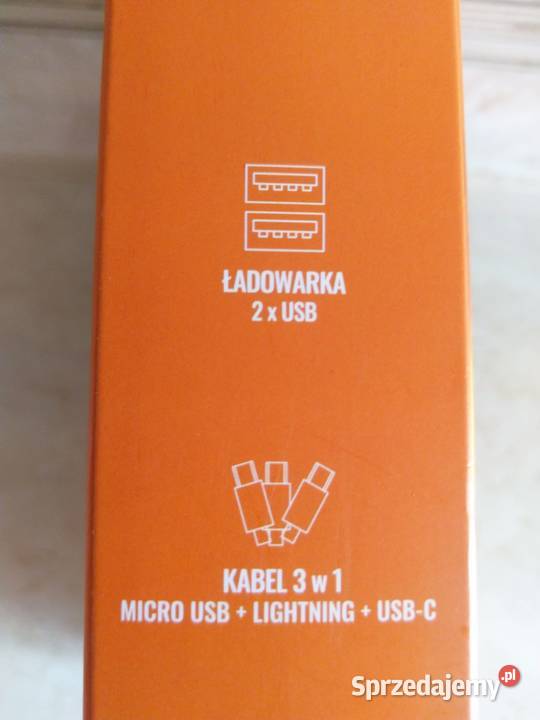 ŁADOWARKA
2 x USB
KABEL 3 w 1
MICRO USB + LIGHTNING + USB-C
Sprzedajemy.pl